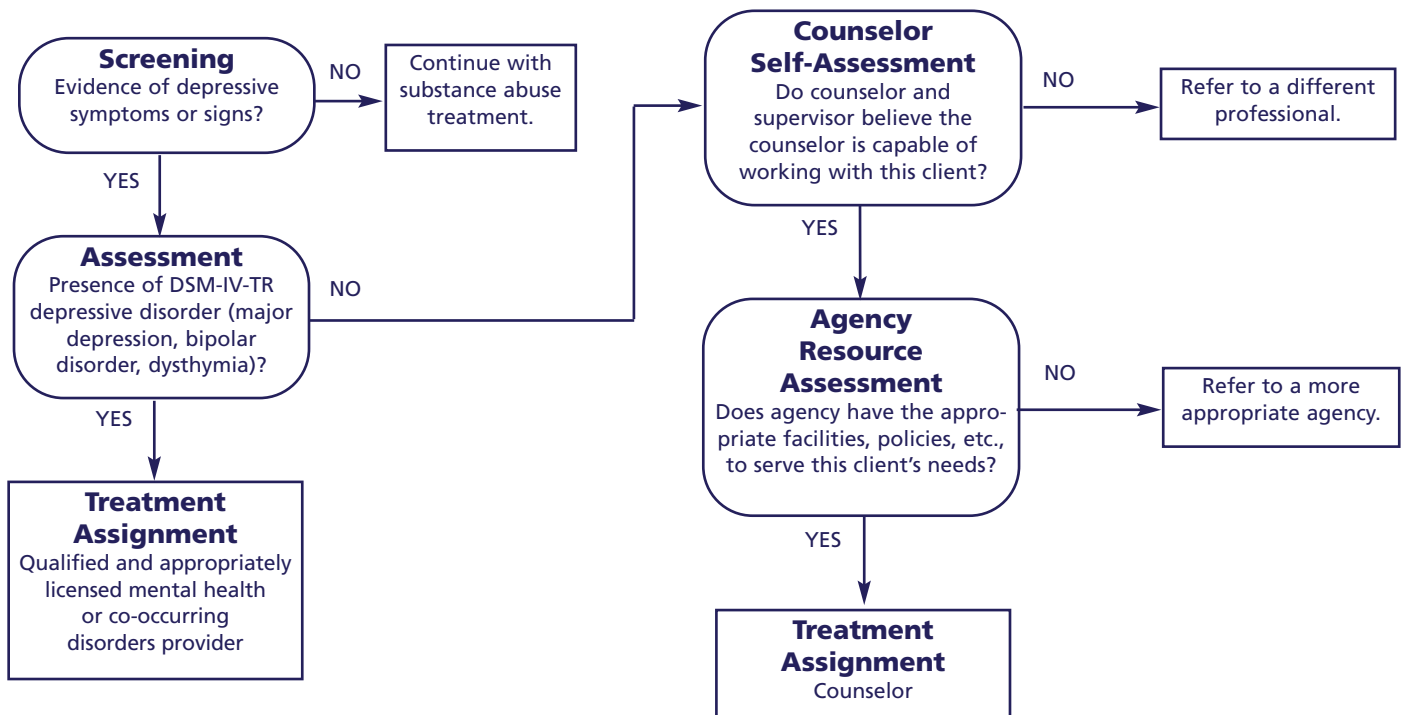 Screening
Evidence of depressive
symptoms or signs?
NO
Continue with
substance abuse
treatment.
YES
Assessment
Presence of DSM-IV-TR
depressive disorder (major
depression, bipolar
disorder, dysthymia)?
NO
YES
Treatment
Assignment
Qualified and appropriately
licensed mental health
or co-occurring
disorders provider
Counselor
Self-Assessment
Do counselor and
supervisor believe the
counselor is capable of
working with this client?
NO
Refer to a different
professional.
YES
Agency
Resource
Assessment
Does agency have the appro-
priate facilities, policies, etc.,
to serve this client's needs?
NO
Refer to a more
appropriate agency.
YES
Treatment
Assignment
Counselor